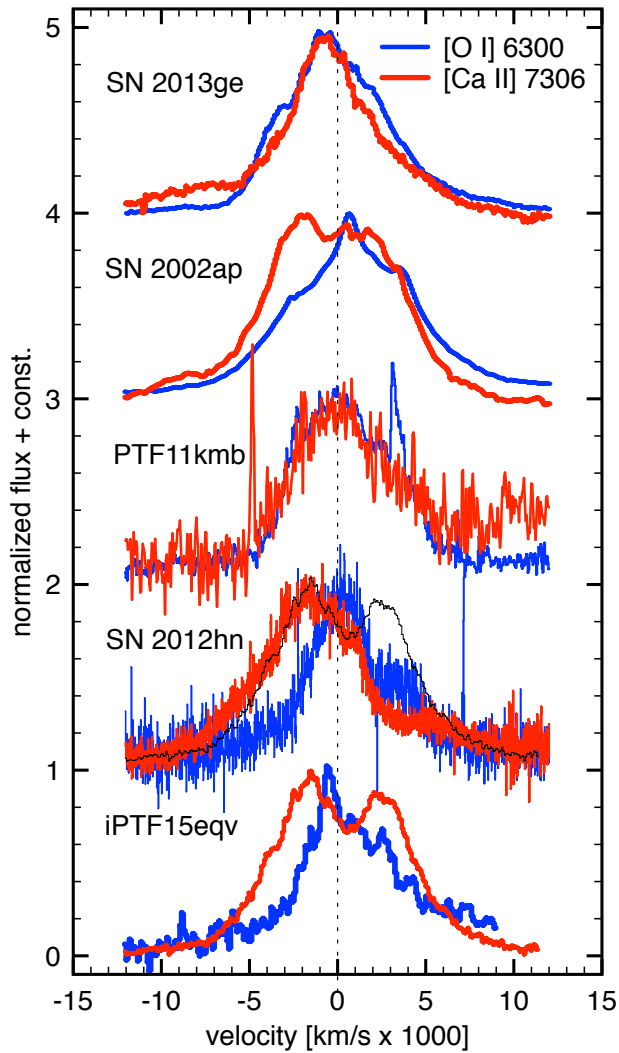 5
[O I] 6300
[Ca II] 7306
SN 2013ge
4
SN 2002ap
3
PTF11kmb
normalized flux + const.
2
SN 2012hn
1
iPTF15eqv
0
-15 -10 -5 0 5 10 15
velocity [km/s x 1000]